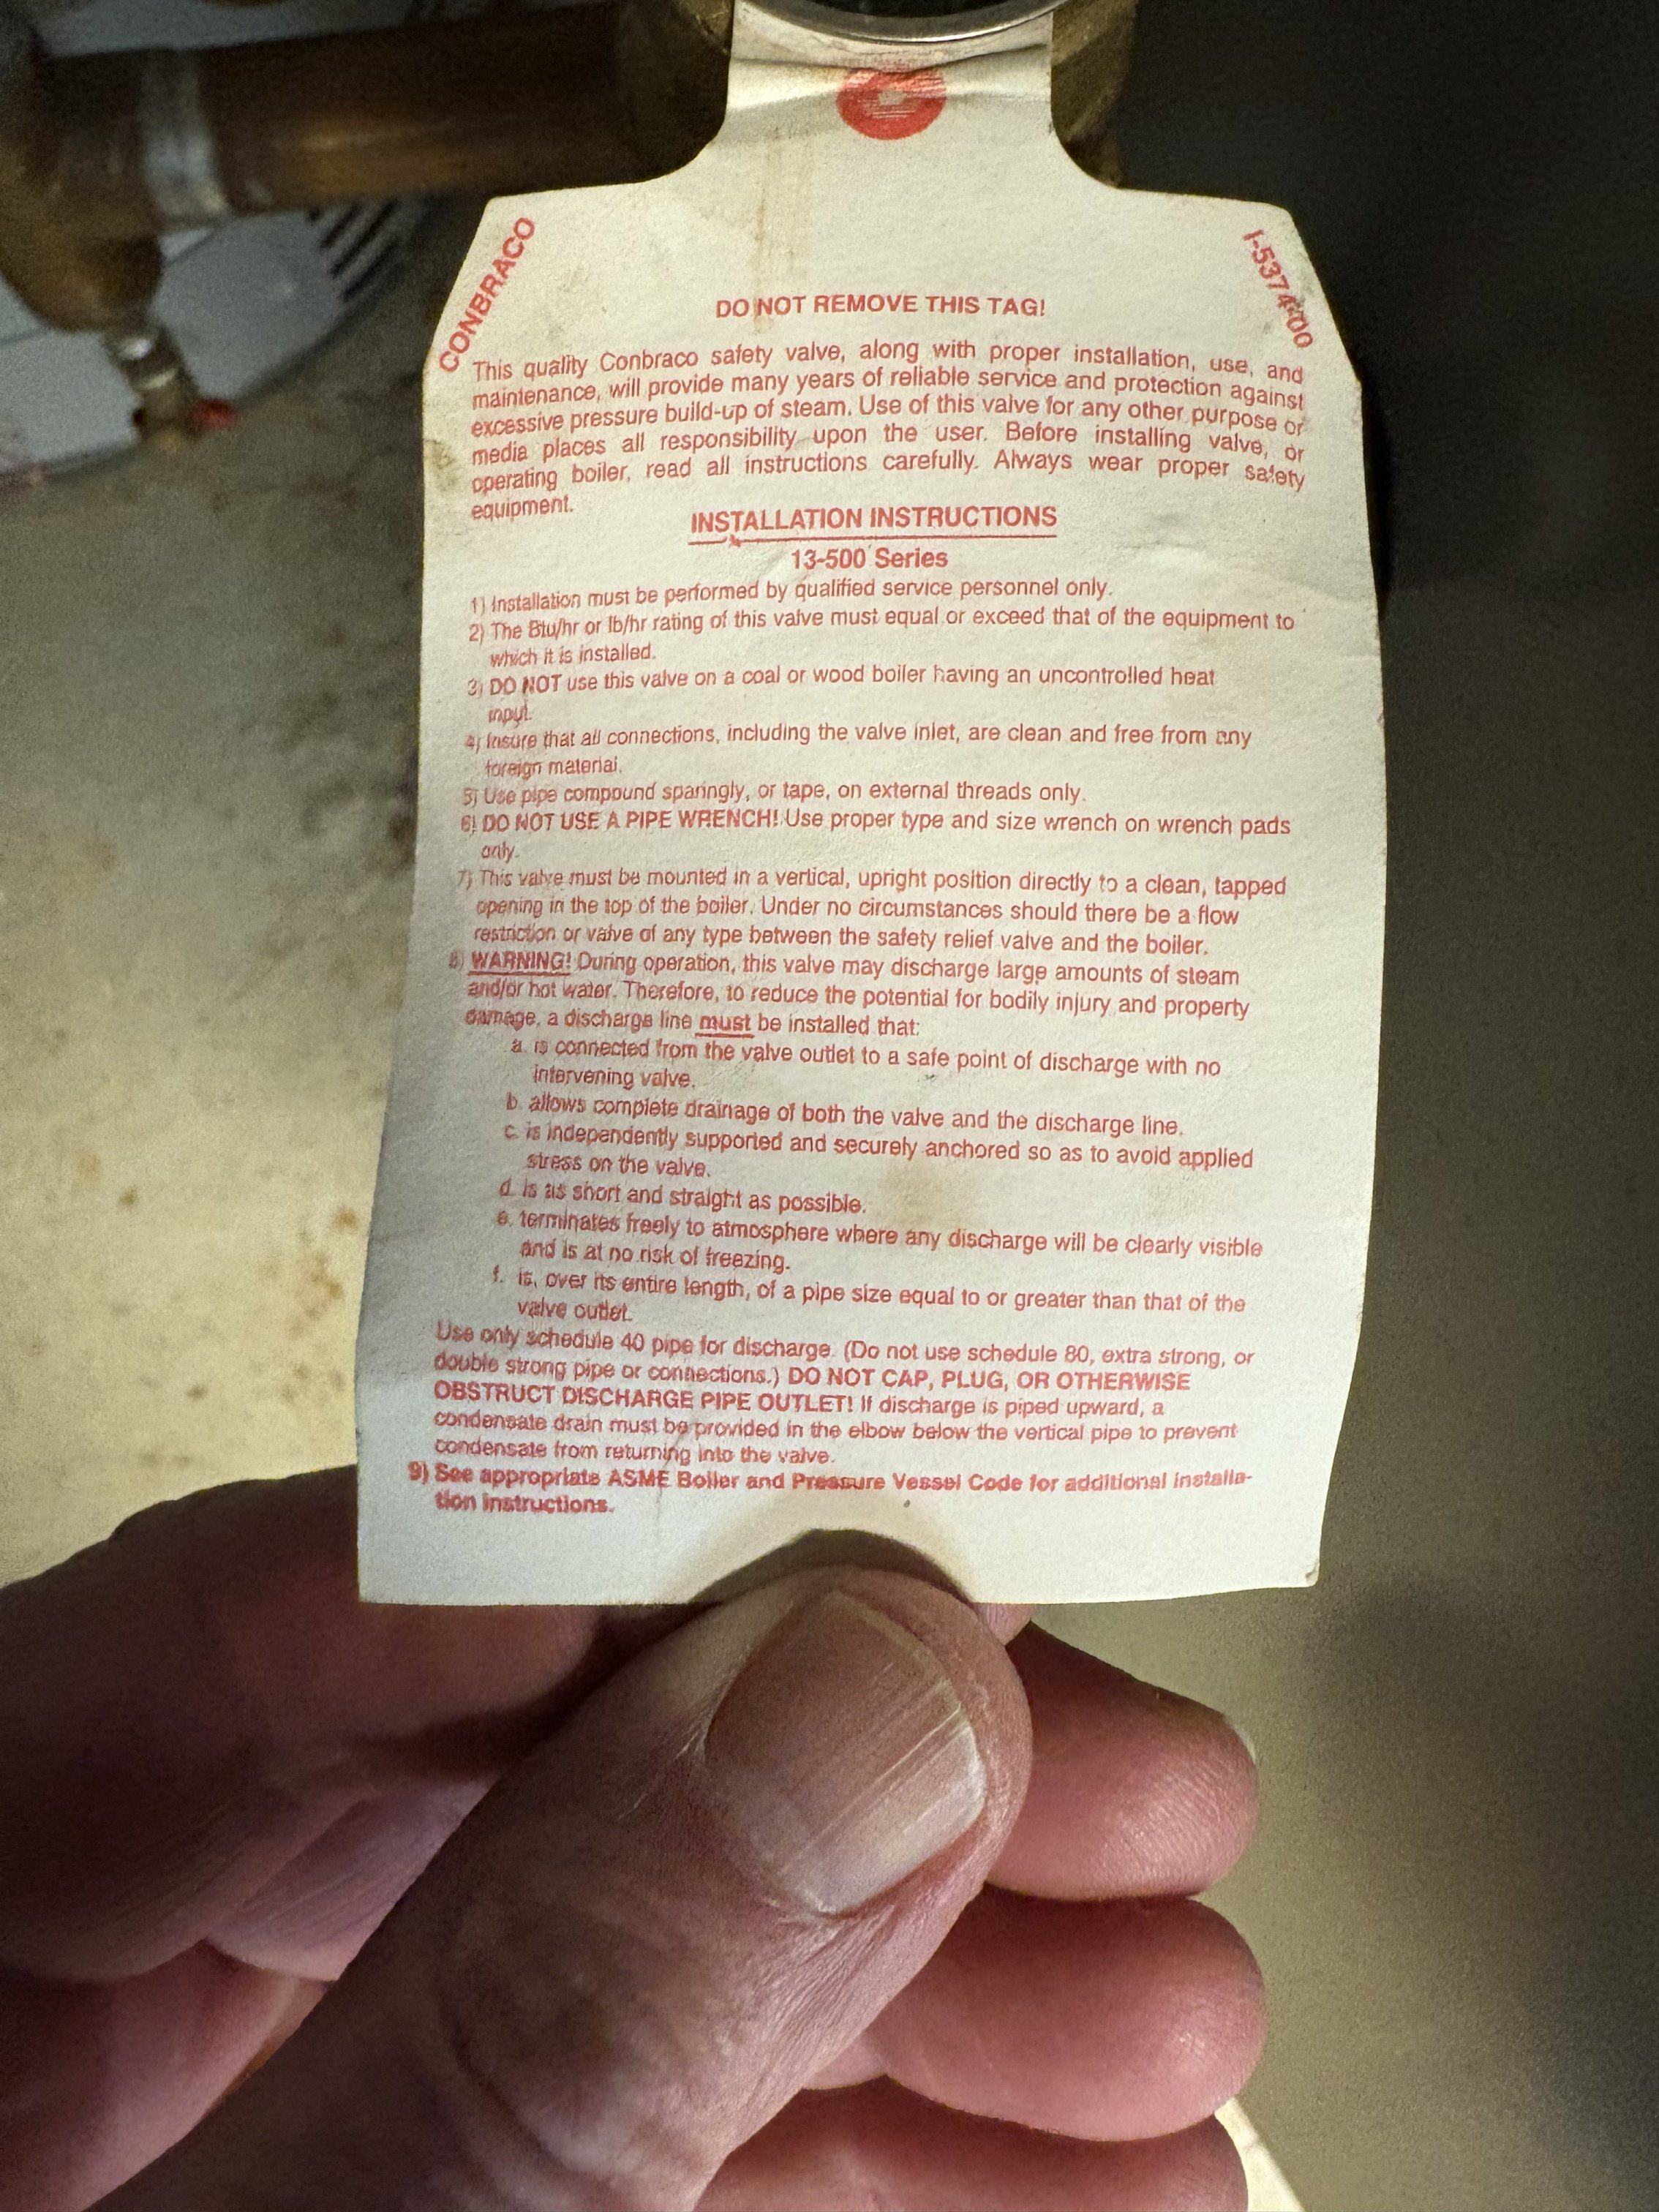 CONBRACO
I-5374-00
DO NOT REMOVE THIS TAG!
This quality Conbraco safety valve, along with proper installation, use, and
maintenance, will provide many years of reliable service and protection against
excessive pressure build-up of steam. Use of this valve for any other purpose or
media places all responsibility upon the user. Before installing valve, or
operating boiler, read all instructions carefully. Always wear proper safety
equipment.
INSTALLATION INSTRUCTIONS
13-500 Series
1) Installation must be performed by qualified service personnel only.
2) The Btu/hr or lb/hr rating of this valve must equal or exceed that of the equipment to
which it is installed.
3) DO NOT use this valve on a coal or wood boiler having an uncontrolled heat
input.
4) Insure that all connections, including the valve inlet, are clean and free from any
foreign material.
5) Use pipe compound sparingly, or tape, on external threads only.
6) DO NOT USE A PIPE WRENCH! Use proper type and size wrench on wrench pads
only.
7) This valve must be mounted in a vertical, upright position directly to a clean, tapped
opening in the top of the boiler. Under no circumstances should there be a flow
restriction or valve of any type between the safety relief valve and the boiler.
8) WARNING! During operation, this valve may discharge large amounts of steam
and/or hot water. Therefore, to reduce the potential for bodily injury and property
damage, a discharge line must be installed that:
a. is connected from the valve outlet to a safe point of discharge with no
intervening valve.
b. allows complete drainage of both the valve and the discharge line.
c. is independently supported and securely anchored so as to avoid applied
stress on the valve.
d. is as short and straight as possible.
e. terminates freely to atmosphere where any discharge will be clearly visible
and is at no risk of freezing.
f. is, over its entire length, of a pipe size equal to or greater than that of the
valve outlet.
Use only schedule 40 pipe for discharge. (Do not use schedule 80, extra strong, or
double strong pipe or connections.) DO NOT CAP, PLUG, OR OTHERWISE
OBSTRUCT DISCHARGE PIPE OUTLET! If discharge is piped upward, a
condensate drain must be provided in the elbow below the vertical pipe to prevent
condensate from returning into the valve.
9) See appropriate ASME Boiler and Pressure Vessel Code for additional installa-
tion instructions.